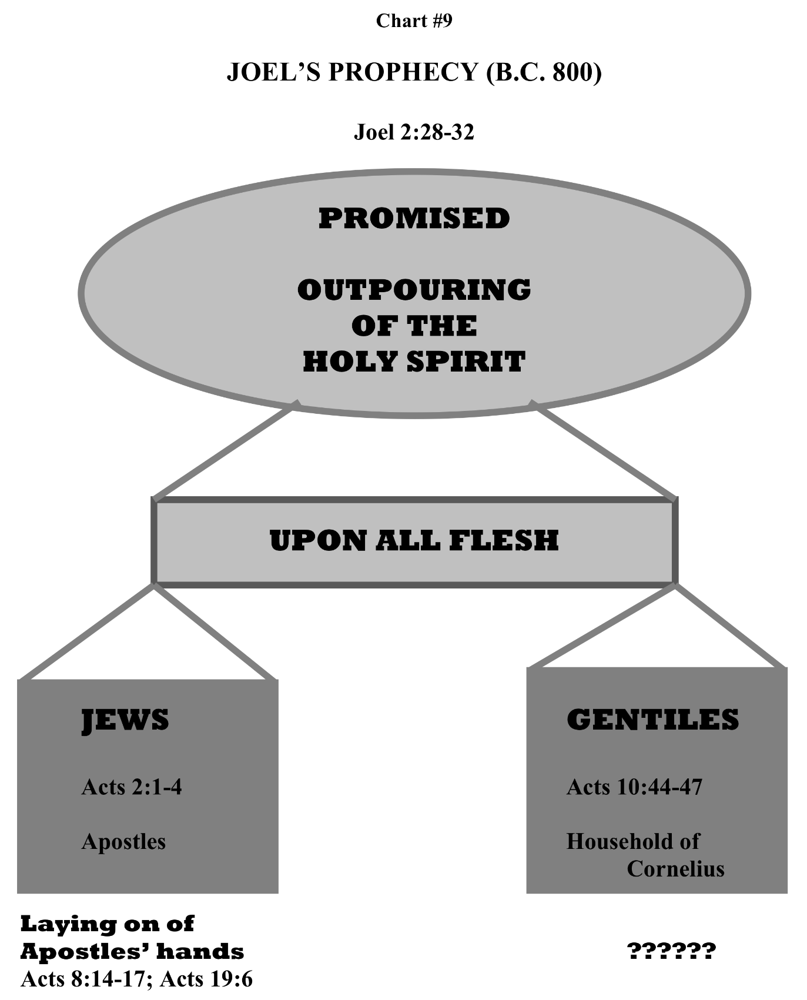 Chart #9
JOEL’S PROPHECY (B.C. 800)
Joel 2:28-32
PROMISED
OUTPOURING
OF THE
HOLY SPIRIT
UPON ALL FLESH
JEWS
Acts 2:1-4
Apostles
GENTILES
Acts 10:44-47
Household of
Cornelius
Laying on of
Apostles’ hands
Acts 8:14-17; Acts 19:6
??????